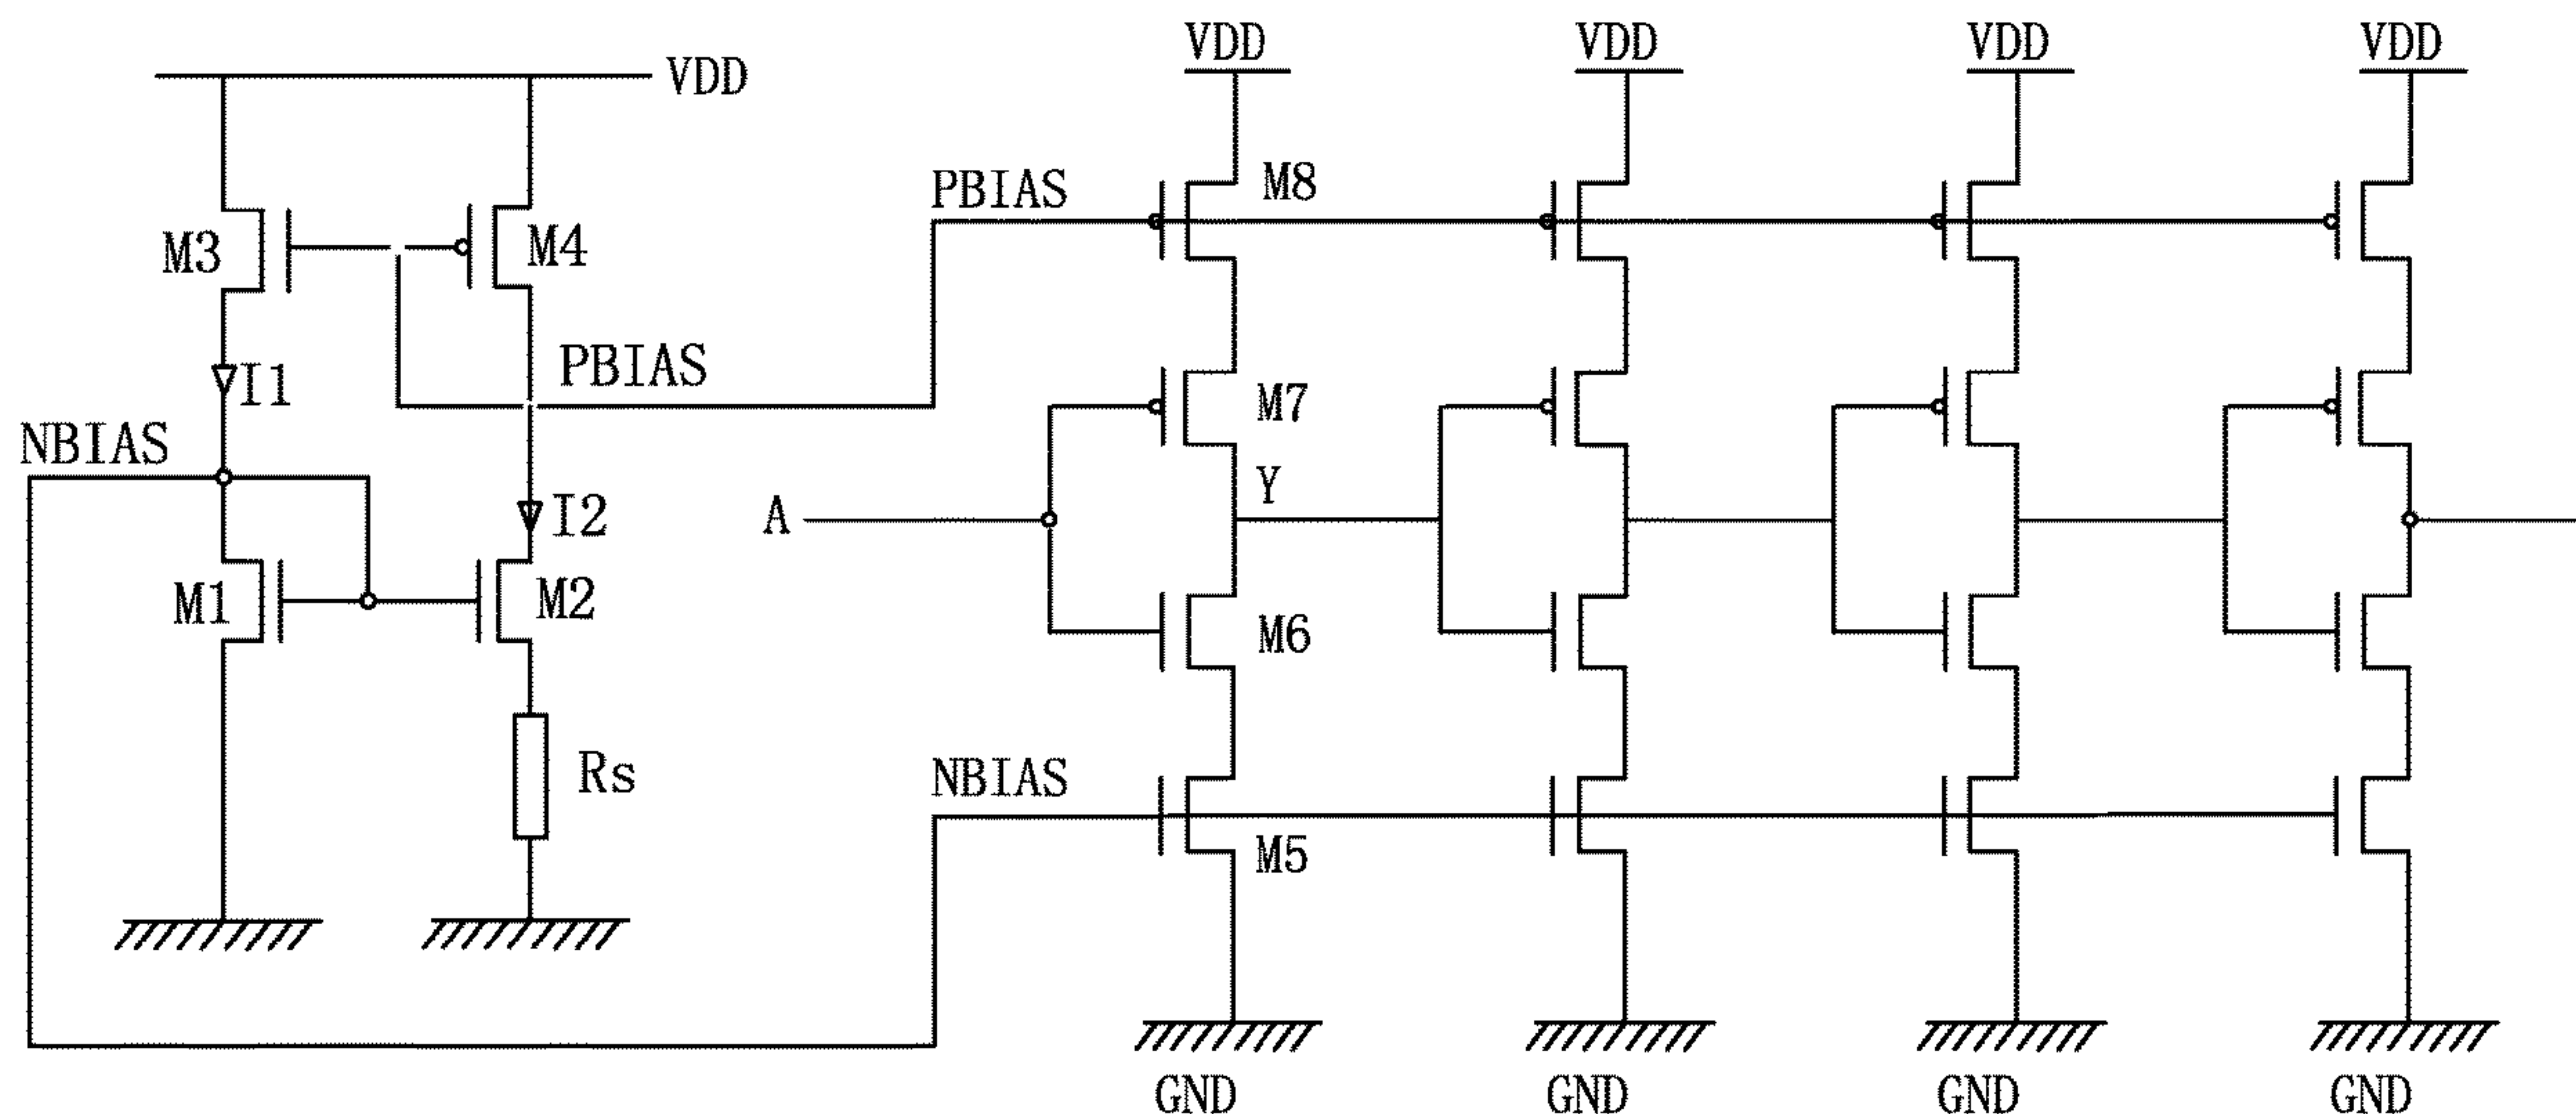 VDD
VDD
VDD
VDD
VDD
M3
M4
PBIAS
M8
I1
PBIAS
M7
NBIAS
I2
A
Y
M1
M2
M6
Rs
NBIAS
M5
GND
GND
GND
GND